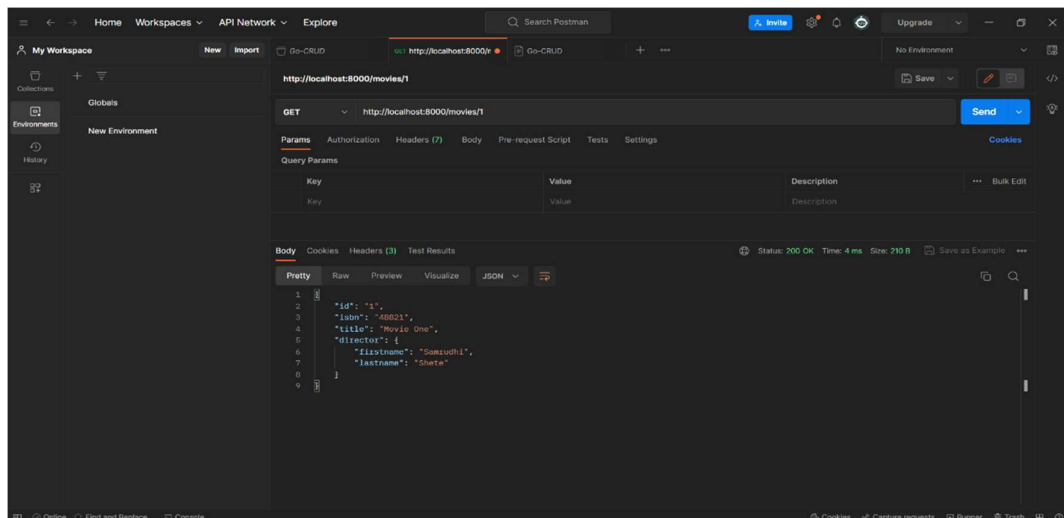 Home Workspaces API Network Explore Search Postman Invite Upgrade
My Workspace New Import Go-CRUD GET http://localhost:8000/r Go-CRUD No Environment
Collections
Environments
History
Globals
New Environment
http://localhost:8000/movies/1 Save
GET http://localhost:8000/movies/1 Send
Params Authorization Headers (7) Body Pre-request Script Tests Settings Cookies
Query Params
Key Value Description Bulk Edit
Key Value Description
Body Cookies Headers (3) Test Results Status: 200 OK Time: 4 ms Size: 210 B Save as Example
Pretty Raw Preview Visualize JSON
1 {
2 "id": "1",
3 "isbn": "48821",
4 "title": "Movie One",
5 "director": {
6 "firstname": "Samrudhi",
7 "lastname": "Shete"
8 }
9 }
Online Find and Replace Console Cookies Capture requests Runner Trash